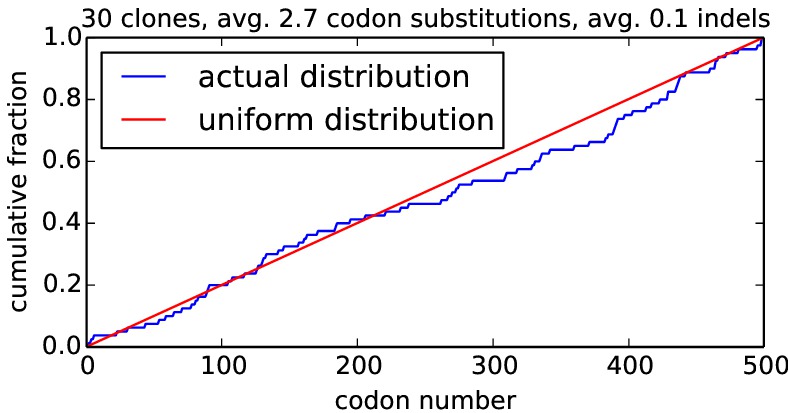 30 clones, avg. 2.7 codon substitutions, avg. 0.1 indels
1.0
0.8
0.6
0.4
0.2
0.0
cumulative fraction
actual distribution
uniform distribution
0 100 200 300 400 500
codon number